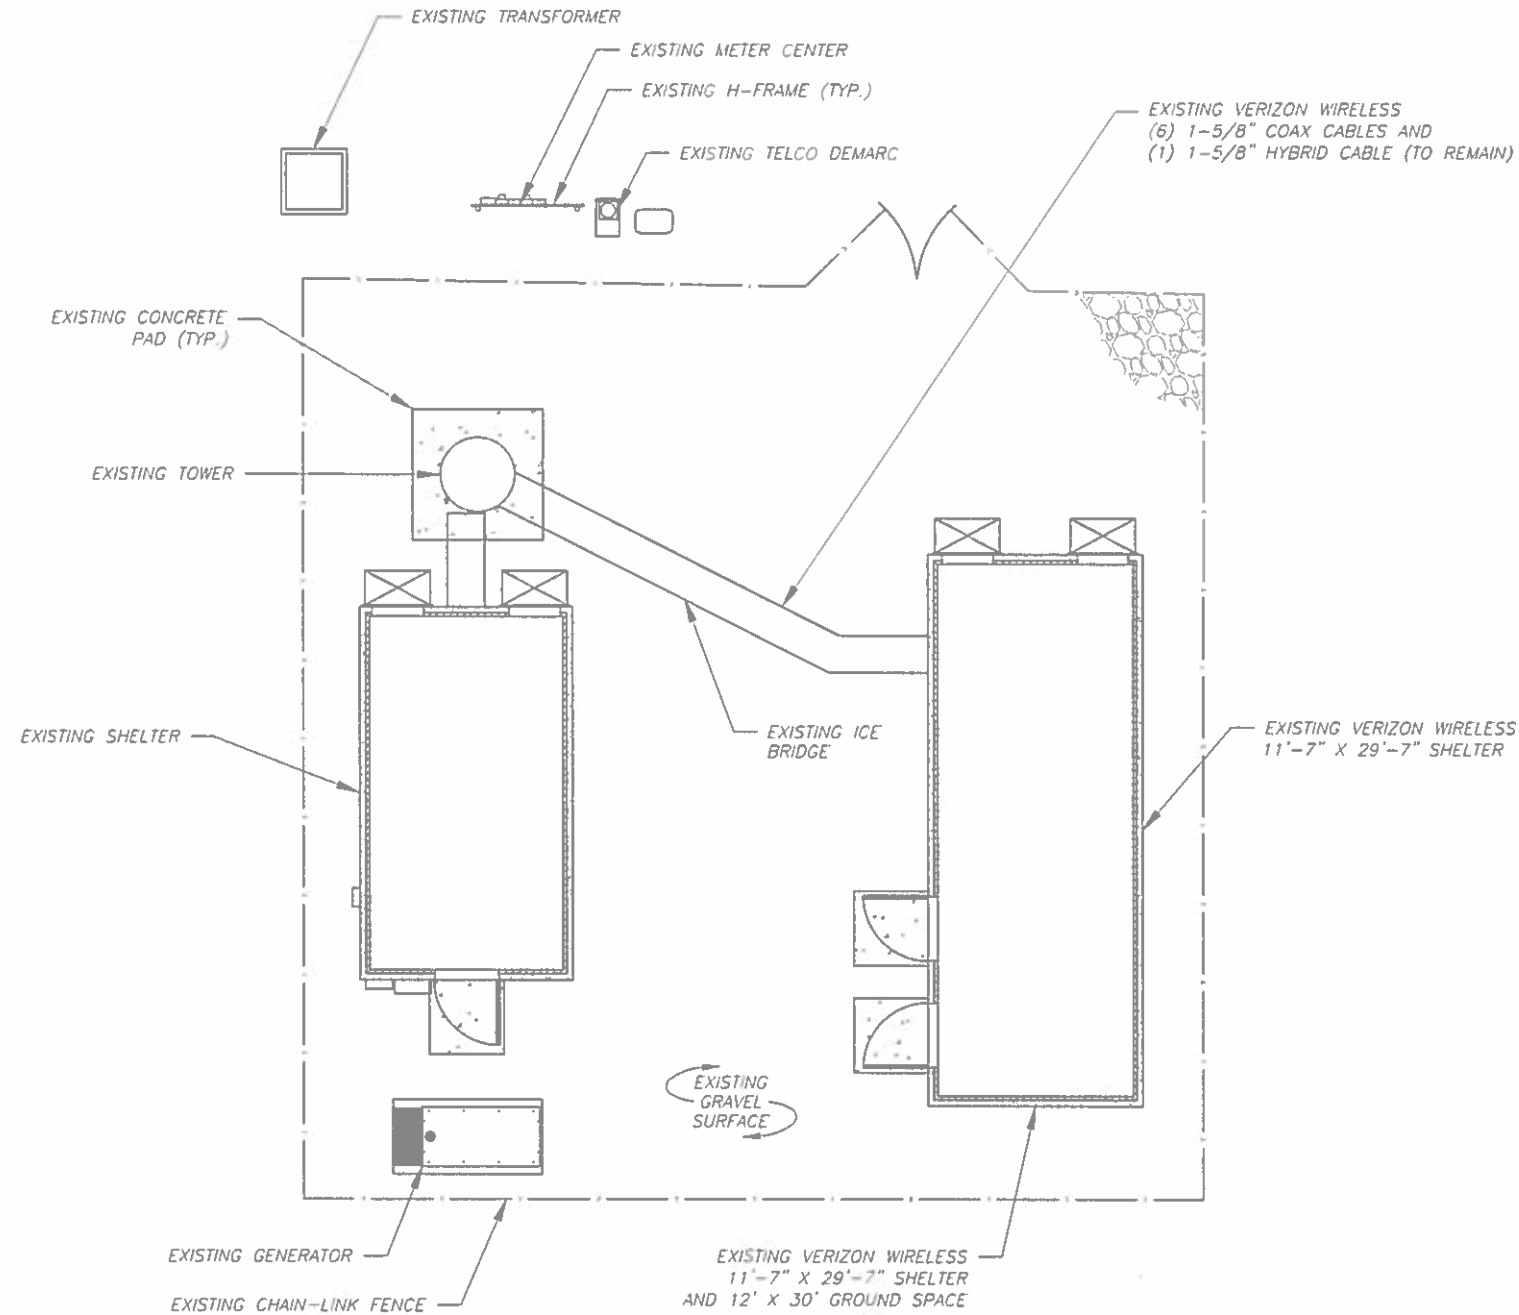 EXISTING TRANSFORMER
EXISTING METER CENTER
EXISTING H-FRAME (TYP.)
EXISTING TELCO DEMARC
EXISTING VERIZON WIRELESS
(6) 1-5/8" COAX CABLES AND
(1) 1-5/8" HYBRID CABLE (TO REMAIN)
EXISTING CONCRETE
PAD (TYP.)
EXISTING TOWER
EXISTING SHELTER
EXISTING ICE
BRIDGE
EXISTING VERIZON WIRELESS
11'-7" X 29'-7" SHELTER
EXISTING
GRAVEL
SURFACE
EXISTING GENERATOR
EXISTING CHAIN-LINK FENCE
EXISTING VERIZON WIRELESS
11'-7" X 29'-7" SHELTER
AND 12' X 30' GROUND SPACE